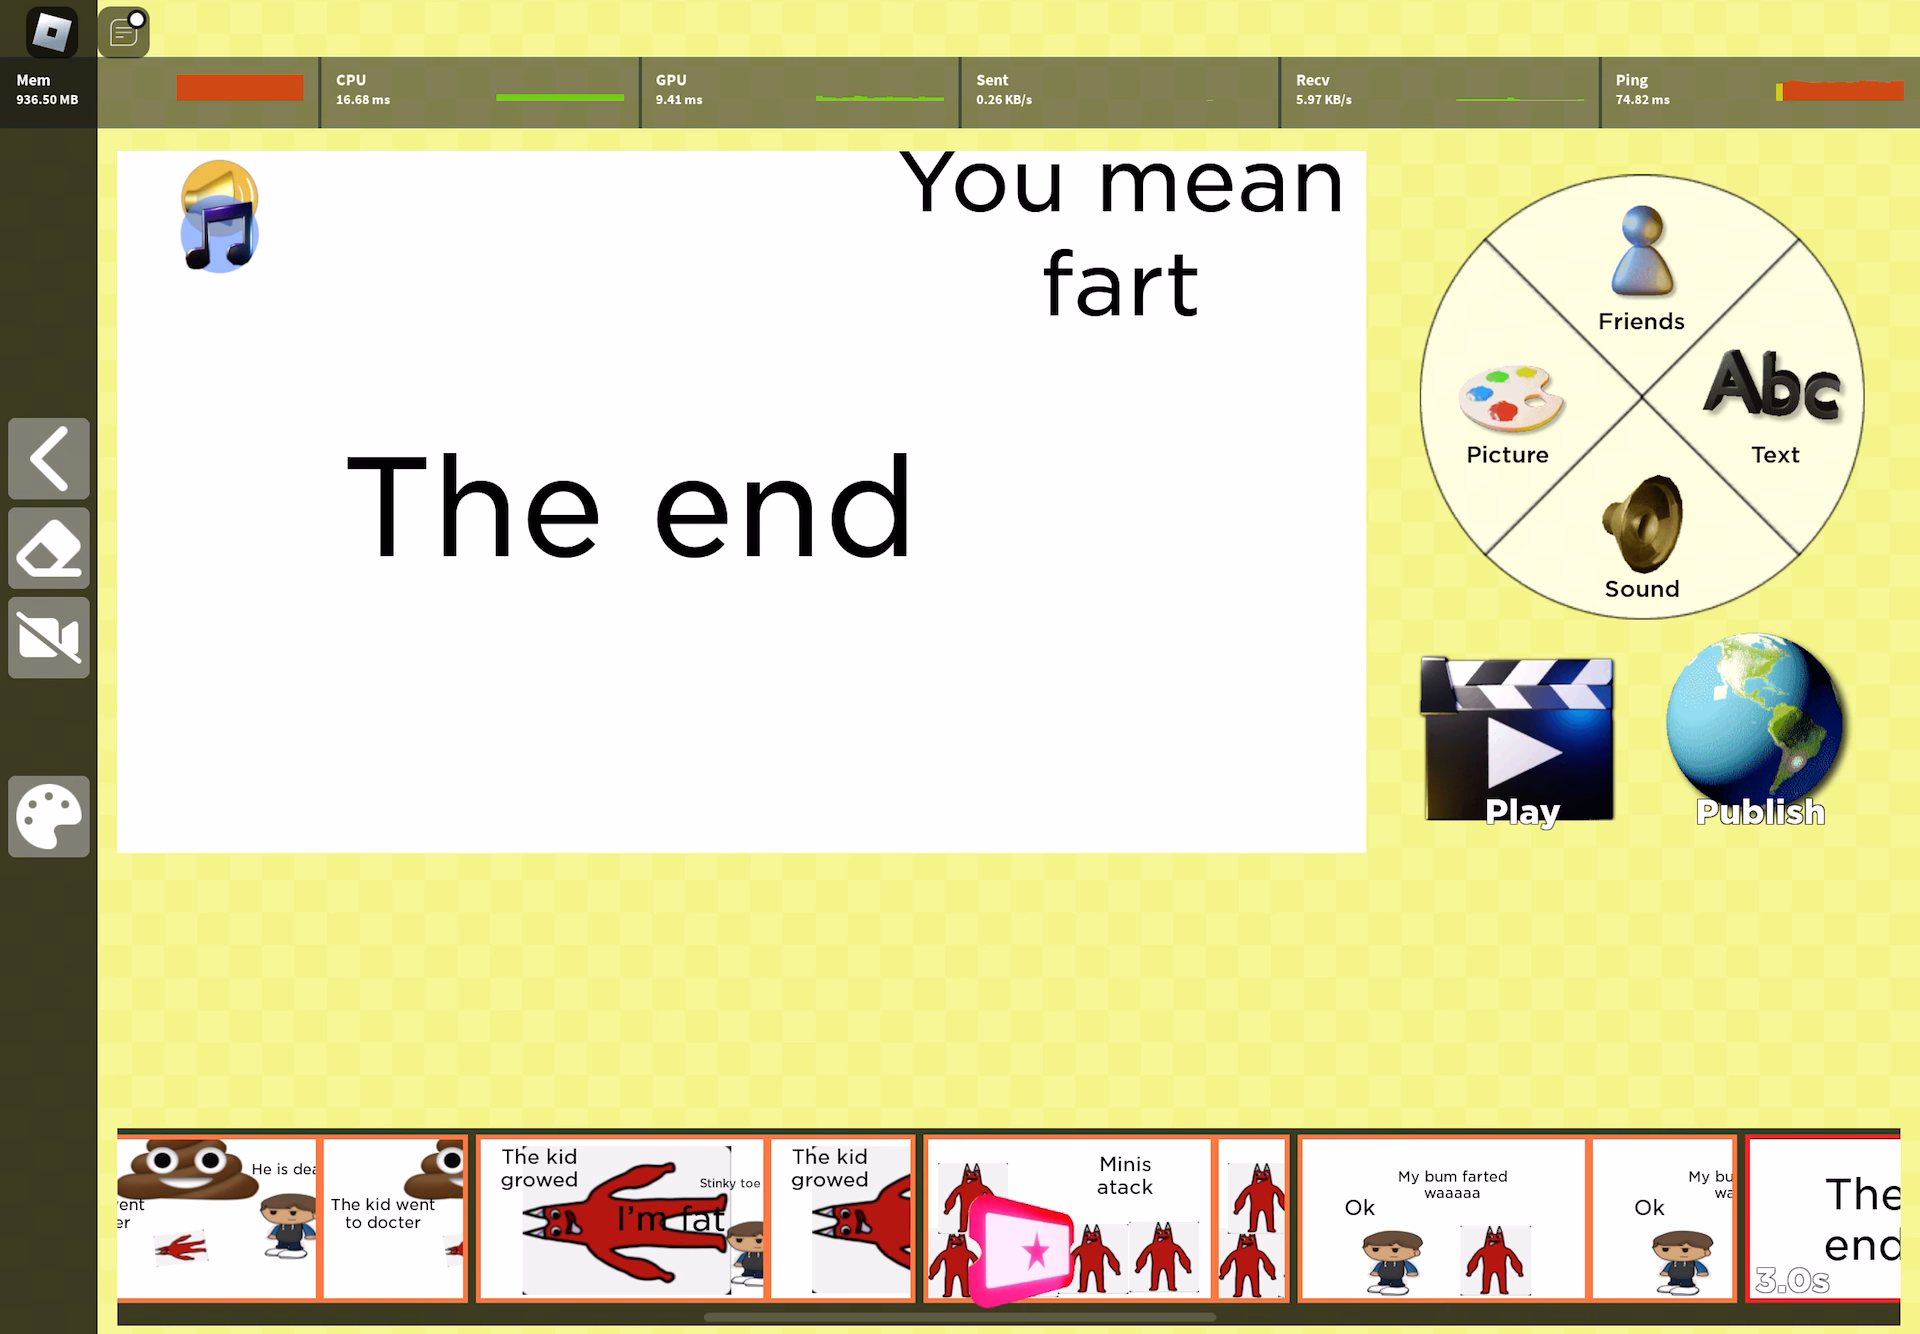 Mem
936.50 MB
CPU
16.68 ms
GPU
9.41 ms
Sent
0.26 KB/s
Recv
5.97 KB/s
Ping
74.82 ms
You mean
fart
The end
Friends
Picture
Abc
Text
Sound
Play
Publish
He is dea
ent
er
The kid went
to docter
The kid
growed
Stinky toe
I'm fat
The kid
growed
Minis
atack
My bum farted
waaaaa
Ok
My bu
wa
Ok
The
end
3.0s